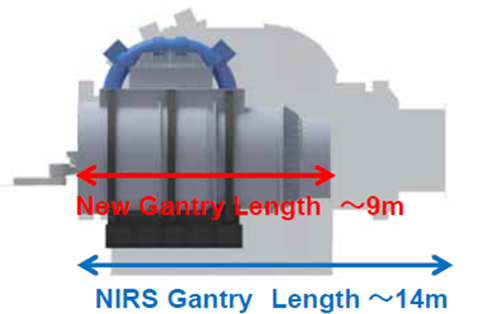 New Gantry Length ～9m
NIRS Gantry Length ～14m